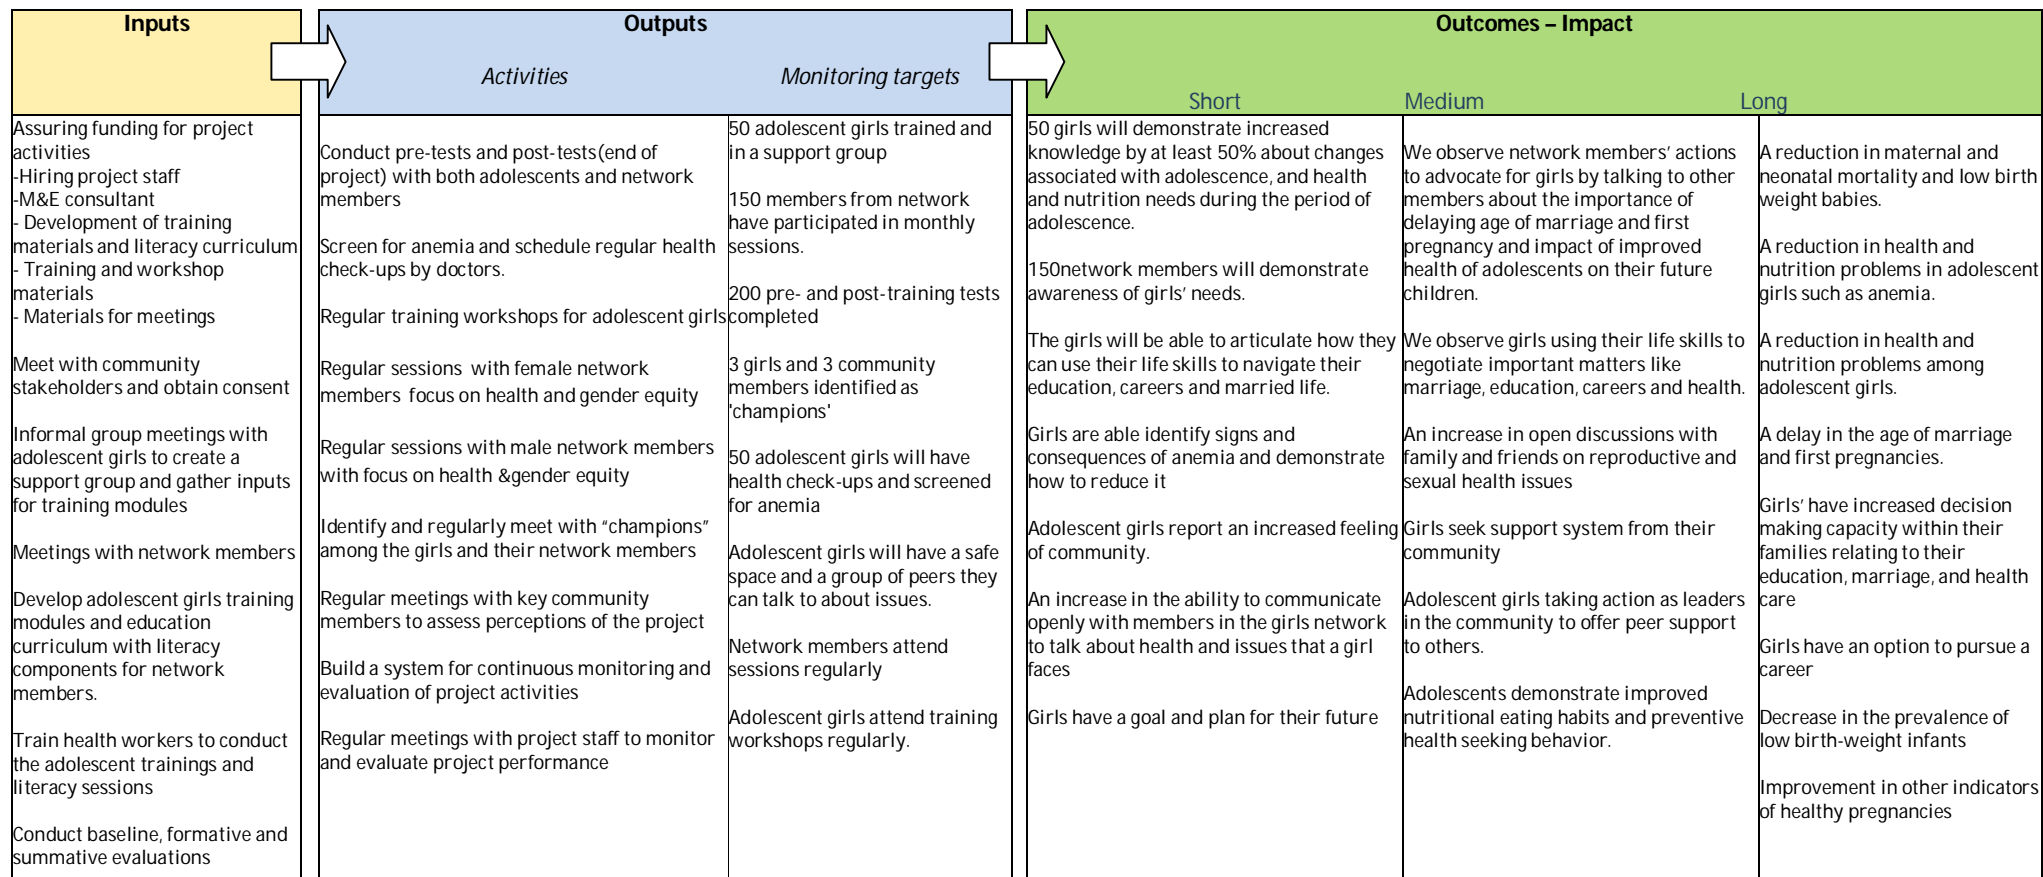 Inputs
Assuring funding for project
activities
-Hiring project staff
-M&E consultant
- Development of training
materials and literacy curriculum
- Training and workshop
materials
- Materials for meetings
Meet with community
stakeholders and obtain consent
Informal group meetings with
adolescent girls to create a
support group and gather inputs
for training modules
Meetings with network members
Develop adolescent girls training
modules and education
curriculum with literacy
components for network
members.
Train health workers to conduct
the adolescent trainings and
literacy sessions
Conduct baseline, formative and
summative evaluations
Outputs
Activities
Conduct pre-tests and post-tests(end of
project) with both adolescents and network
members
Screen for anemia and schedule regular health
check-ups by doctors.
Regular training workshops for adolescent girls
Regular sessions with female network
members focus on health and gender equity
Regular sessions with male network members
with focus on health &gender equity
Identify and regularly meet with “champions”
among the girls and their network members
Regular meetings with key community
members to assess perceptions of the project
Build a system for continuous monitoring and
evaluation of project activities
Regular meetings with project staff to monitor
and evaluate project performance
Monitoring targets
50 adolescent girls trained and
in a support group
150 members from network
have participated in monthly
sessions.
200 pre- and post-training tests
completed
3 girls and 3 community
members identified as
'champions'
50 adolescent girls will have
health check-ups and screened
for anemia
Adolescent girls will have a safe
space and a group of peers they
can talk to about issues.
Network members attend
sessions regularly
Adolescent girls attend training
workshops regularly.
Outcomes – Impact
Short
50 girls will demonstrate increased
knowledge by at least 50% about changes
associated with adolescence, and health
and nutrition needs during the period of
adolescence.
150network members will demonstrate
awareness of girls’ needs.
The girls will be able to articulate how they
can use their life skills to navigate their
education, careers and married life.
Girls are able identify signs and
consequences of anemia and demonstrate
how to reduce it
Adolescent girls report an increased feeling
of community.
An increase in the ability to communicate
openly with members in the girls network
to talk about health and issues that a girl
faces
Girls have a goal and plan for their future
Medium
We observe network members’ actions
to advocate for girls by talking to other
members about the importance of
delaying age of marriage and first
pregnancy and impact of improved
health of adolescents on their future
children.
We observe girls using their life skills to
negotiate important matters like
marriage, education, careers and health.
An increase in open discussions with
family and friends on reproductive and
sexual health issues
Girls seek support system from their
community
Adolescent girls taking action as leaders
in the community to offer peer support
to others.
Adolescents demonstrate improved
nutritional eating habits and preventive
health seeking behavior.
Long
A reduction in maternal and
neonatal mortality and low birth
weight babies.
A reduction in health and
nutrition problems in adolescent
girls such as anemia.
A reduction in health and
nutrition problems among
adolescent girls.
A delay in the age of marriage
and first pregnancies.
Girls’ have increased decision
making capacity within their
families relating to their
education, marriage, and health
care
Girls have an option to pursue a
career
Decrease in the prevalence of
low birth-weight infants
Improvement in other indicators
of healthy pregnancies